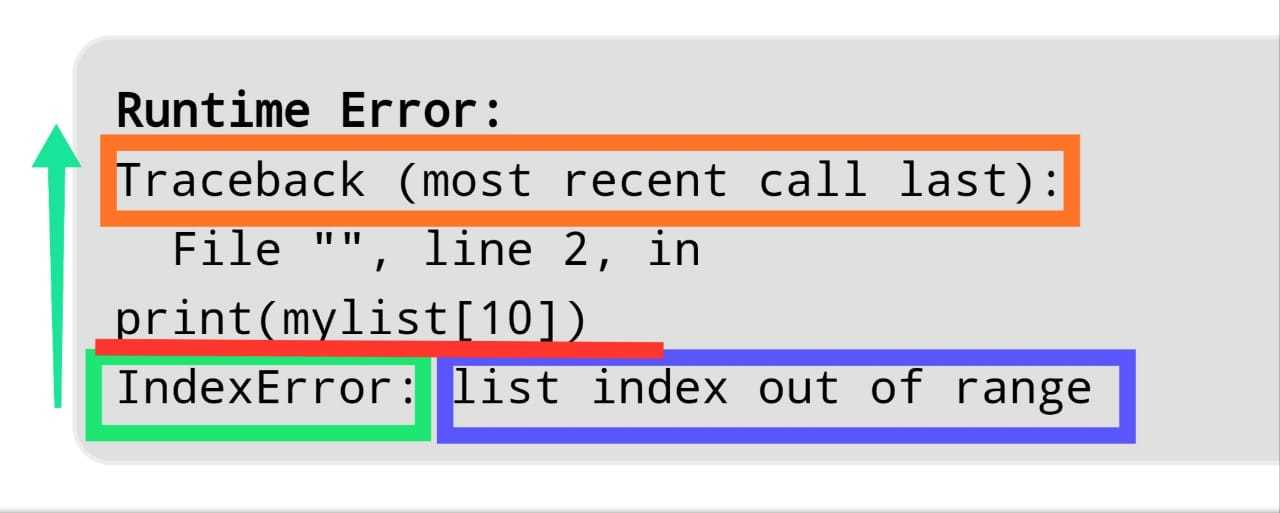 Runtime Error:
Traceback (most recent call last):
File "", line 2, in
print(mylist[10])
IndexError: list index out of range